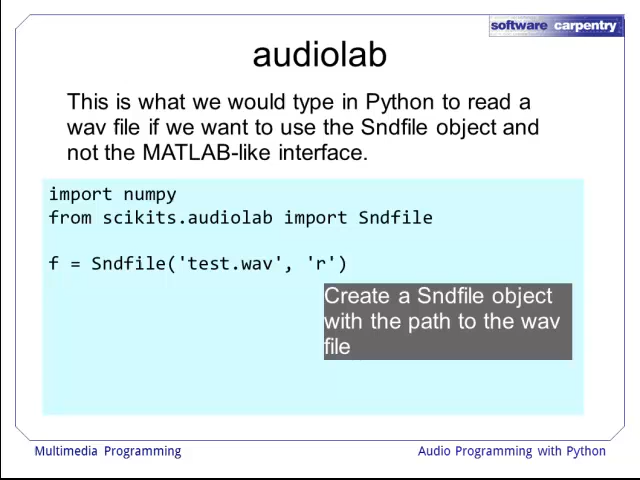 software carpentry
audiolab
This is what we would type in Python to read a
wav file if we want to use the Sndfile object and
not the MATLAB-like interface.
import numpy
from scikits.audiolab import Sndfile
f = Sndfile('test.wav', 'r')
Create a Sndfile object
with the path to the wav
file
Multimedia Programming
Audio Programming with Python